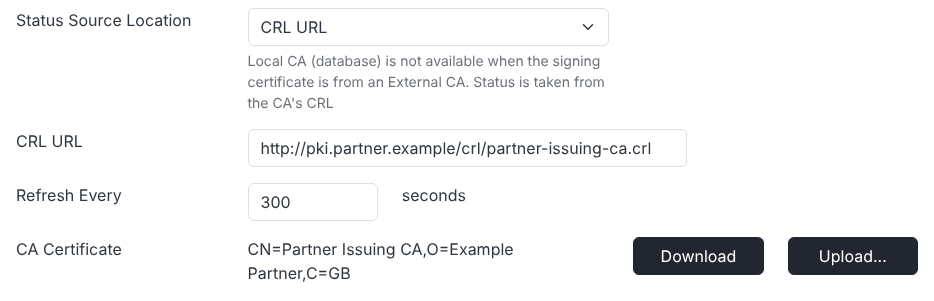 Status Source Location
CRL URL
Local CA (database) is not available when the signing
certificate is from an External CA. Status is taken from
the CA's CRL
CRL URL
http://pki.partner.example/crl/partner-issuing-ca.crl
Refresh Every
300
seconds
CA Certificate
CN=Partner Issuing CA,O=Example
Partner,C=GB
Download
Upload...